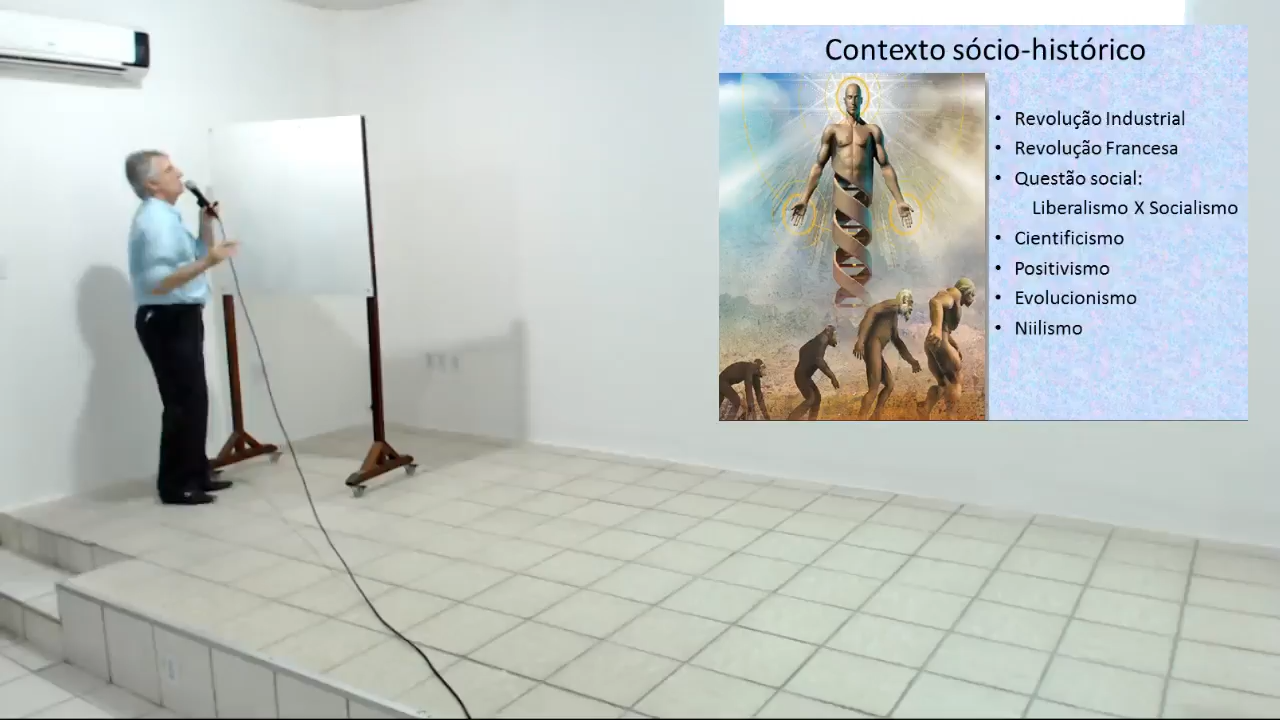 Contexto sócio-histórico
• Revolução Industrial
• Revolução Francesa
• Questão social:
Liberalismo X Socialismo
• Cientificismo
• Positivismo
• Evolucionismo
• Niilismo